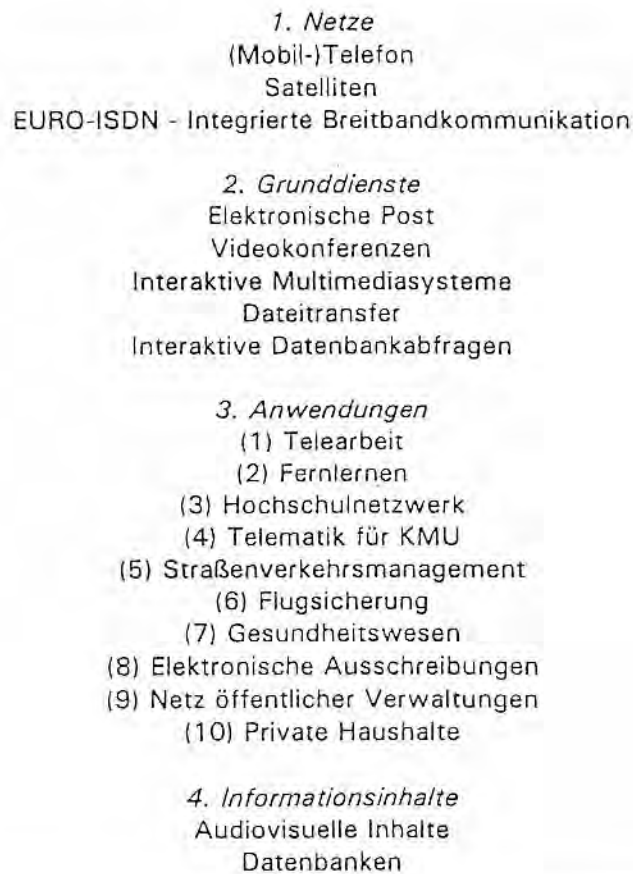 1. Netze
(Mobil-)Telefon
Satelliten
EURO-ISDN - Integrierte Breitbandkommunikation
2. Grunddienste
Elektronische Post
Videokonferenzen
Interaktive Multimediasysteme
Dateitransfer
Interaktive Datenbankabfragen
3. Anwendungen
(1) Telearbeit
(2) Fernlernen
(3) Hochschulnetzwerk
(4) Telematik für KMU
(5) Straßenverkehrsmanagement
(6) Flugsicherung
(7) Gesundheitswesen
(8) Elektronische Ausschreibungen
(9) Netz öffentlicher Verwaltungen
(10) Private Haushalte
4. Informationsinhalte
Audiovisuelle Inhalte
Datenbanken